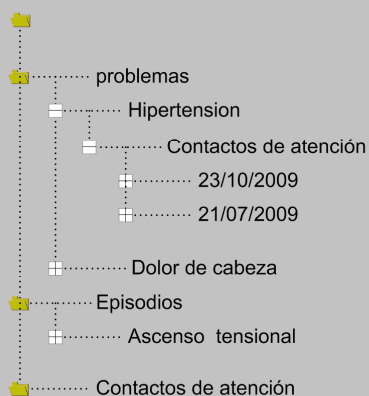 problemas
Hipertension
Contactos de atención
23/10/2009
21/07/2009
Dolor de cabeza
Episodios
Ascenso tensional
Contactos de atención